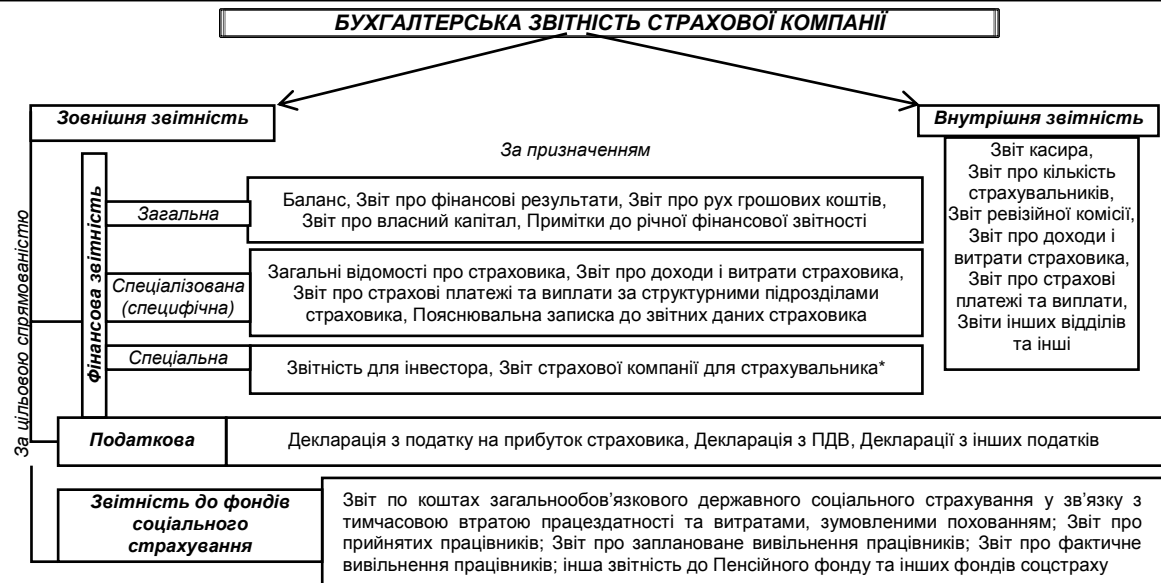 БУХГАЛТЕРСЬКА ЗВІТНІСТЬ СТРАХОВОЇ КОМПАНІЇ
Зовнішня звітність
Внутрішня звітність
За призначенням
За цільовою спрямованістю
Фінансова звітність
Загальна
Баланс, Звіт про фінансові результати, Звіт про рух грошових коштів,
Звіт про власний капітал, Примітки до річної фінансової звітності
Спеціалізована
(специфічна)
Загальні відомості про страховика, Звіт про доходи і витрати страховика,
Звіт про страхові платежі та виплати за структурними підрозділами
страховика, Пояснювальна записка до звітних даних страховика
Спеціальна
Звітність для інвестора, Звіт страхової компанії для страхувальника*
Звіт касира,
Звіт про кількість
страхувальників,
Звіт ревізійної комісії,
Звіт про доходи і
витрати страховика,
Звіт про страхові
платежі та виплати,
Звіти інших відділів
та інші
Податкова
Декларація з податку на прибуток страховика, Декларація з ПДВ, Декларації з інших податків
Звітність до фондів
соціального
страхування
Звіт по коштах загальнообов’язкового державного соціального страхування у зв’язку з
тимчасовою втратою працездатності та витратами, зумовленими похованням; Звіт про
прийнятих працівників; Звіт про заплановане вивільнення працівників; Звіт про фактичне
вивільнення працівників; інша звітність до Пенсійного фонду та інших фондів соцстраху